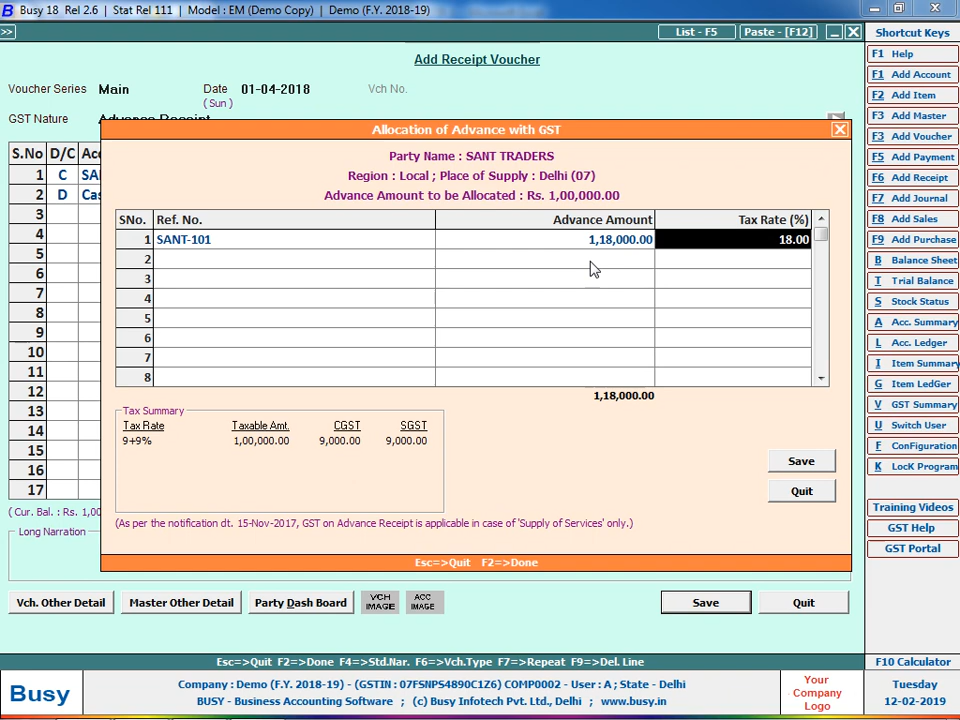 Busy 18 Rel 2.6 | Stat Rel 111 | Model : EM (Demo Copy) | Demo (F.Y. 2018-19)
>> List - F5 Paste - [F12]
Add Receipt Voucher
Voucher Series Main Date 01-04-2018 Vch No.
( Sun )
GST Nature Advance Receipt
S.No D/C Acc
1 C SAN
2 D Cas
3
4
5
6
7
8
9
10
11
12
13
14
15
16
17
( Cur. Bal. : Rs. 1,00
Long Narration
Allocation of Advance with GST
Party Name : SANT TRADERS
Region : Local ; Place of Supply : Delhi (07)
Advance Amount to be Allocated : Rs. 1,00,000.00
SNo. Ref. No. Advance Amount Tax Rate (%)
1 SANT-101 1,18,000.00 18.00
2
3
4
5
6
7
8
1,18,000.00
Tax Summary
Tax Rate Taxable Amt. CGST SGST
9+9% 1,00,000.00 9,000.00 9,000.00
Save
Quit
(As per the notification dt. 15-Nov-2017, GST on Advance Receipt is applicable in case of 'Supply of Services' only.)
Esc=>Quit F2=>Done
Vch. Other Detail Master Other Detail Party Dash Board VCH IMAGE ACC IMAGE Save Quit
Esc=>Quit F2=>Done F4=>Std.Nar. F6=>Vch.Type F7=>Repeat F9=>Del. Line
Busy
Company : Demo (F.Y. 2018-19) - (GSTIN : 07FSNPS4890C1Z6) COMP0002 - User : A ; State - Delhi
BUSY - Business Accounting Software ; (c) Busy Infotech Pvt. Ltd., Delhi ; www.busy.in
Your
Company
Logo
Shortcut Keys
F1 Help
F1 Add Account
F2 Add Item
F3 Add Master
F3 Add Voucher
F5 Add Payment
F6 Add Receipt
F7 Add Journal
F8 Add Sales
F9 Add Purchase
B Balance Sheet
T Trial Balance
S Stock Status
A Acc. Summary
L Acc. Ledger
I Item Summary
G Item LedGer
V GST Summary
U Switch User
F ConFiguration
K LocK Program
Training Videos
GST Help
GST Portal
F10 Calculator
Tuesday
12-02-2019